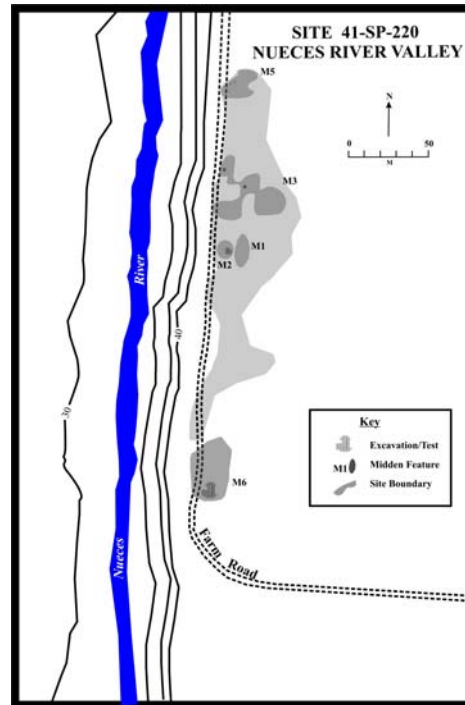 SITE 41-SP-220
NUECES RIVER VALLEY
M5
N
0
50
M
M3
M1
M2
River
40
30
Key
Excavation/Test
M1 Midden Feature
Site Boundary
M6
Farm Road
Nueces